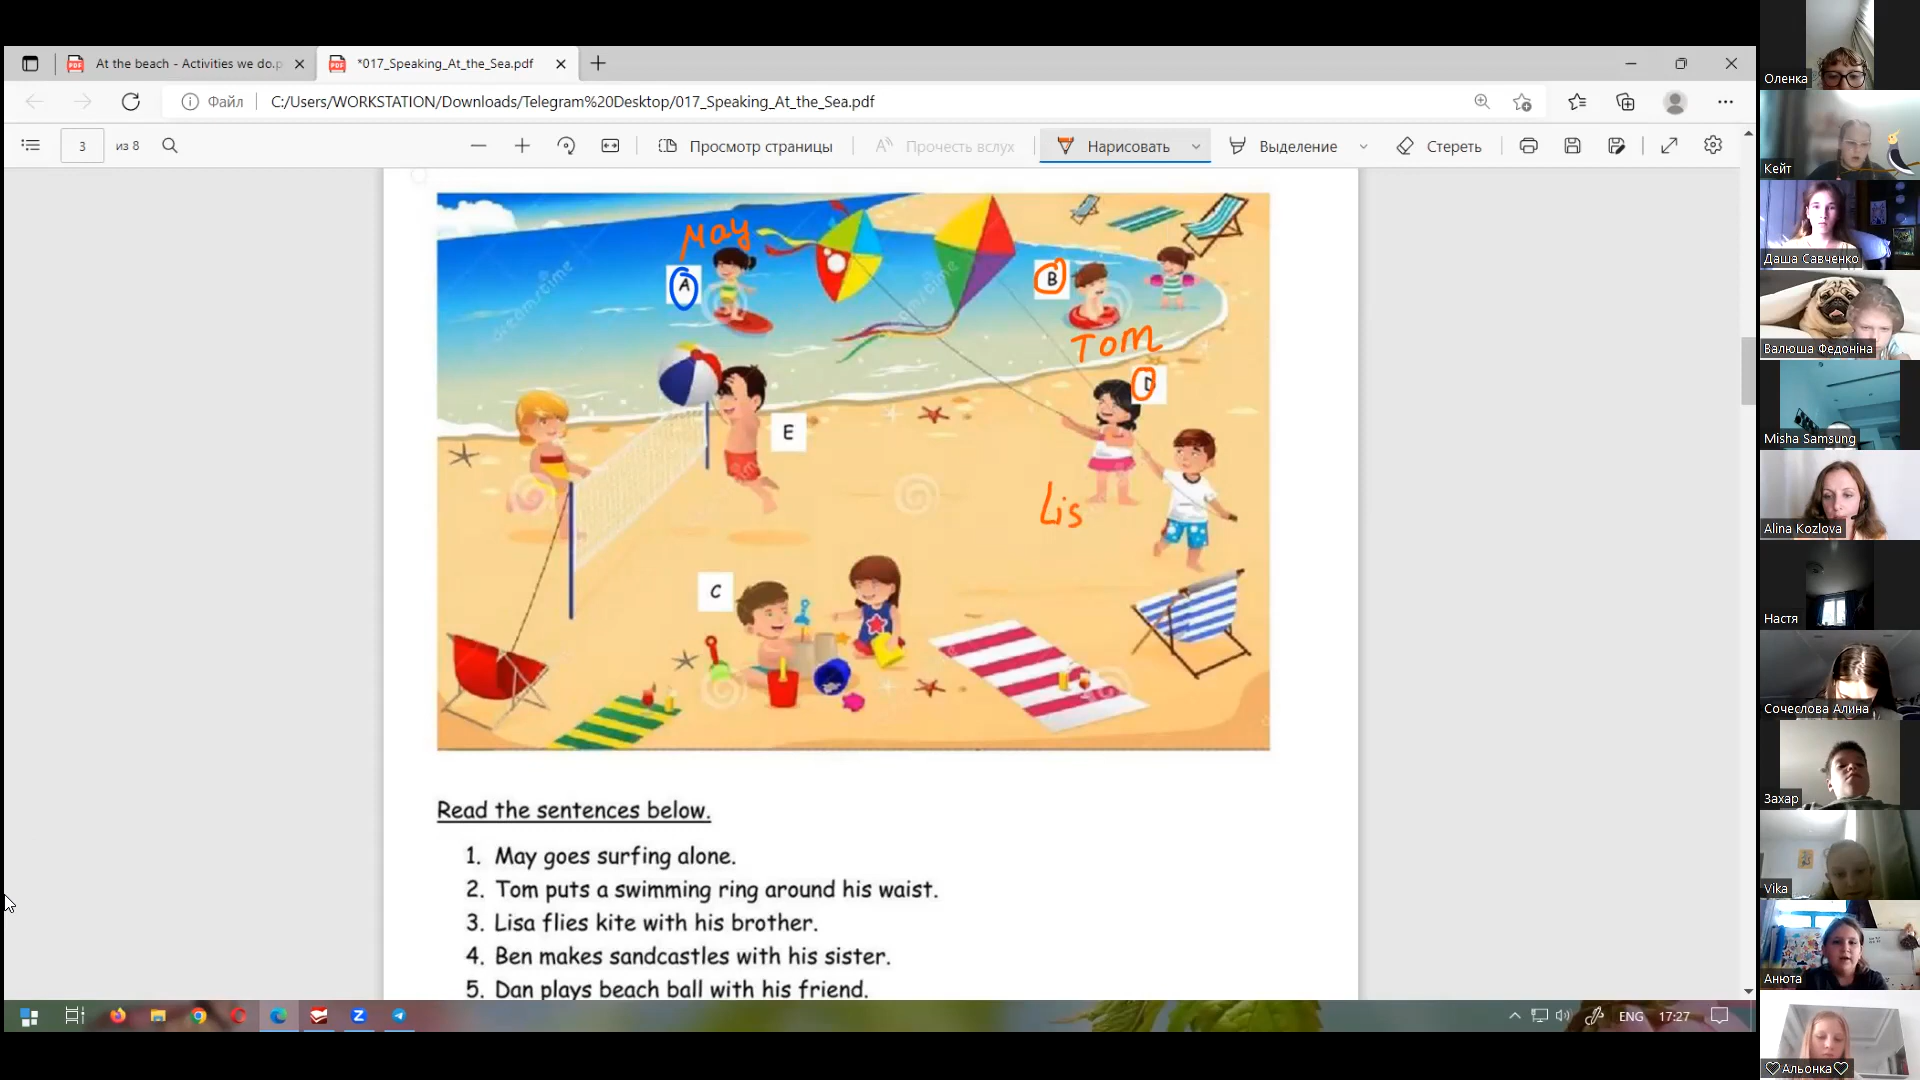 At the beach - Activities we do.p
*017_Speaking_At_the_Sea.pdf
Файл
C:/Users/WORKSTATION/Downloads/Telegram%20Desktop/017_Speaking_At_the_Sea.pdf
3 из 8
Просмотр страницы
Прочесть вслух
Нарисовать
Выделение
Стереть
May
A
B
Tom
D
E
Lis
C
dreamstime
dreamstime
Read the sentences below.
1. May goes surfing alone.
2. Tom puts a swimming ring around his waist.
3. Lisa flies kite with his brother.
4. Ben makes sandcastles with his sister.
5. Dan plays beach ball with his friend.
ENG 17:27
Оленка
Кейт
Даша Савченко
Валюша Федоніна
Misha Samsung
Alina Kozlova
Настя
Сочеслова Алина
Захар
Vika
Анюта
♡Альонка♡